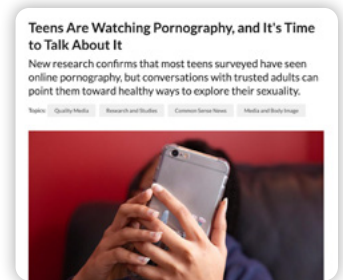 Teens Are Watching Pornography, and It's Time
to Talk About It
New research confirms that most teens surveyed have seen
online pornography, but conversations with trusted adults can
point them toward healthy ways to explore their sexuality.
Topics: Quality Media Research and Studies Common Sense News Media and Body Image